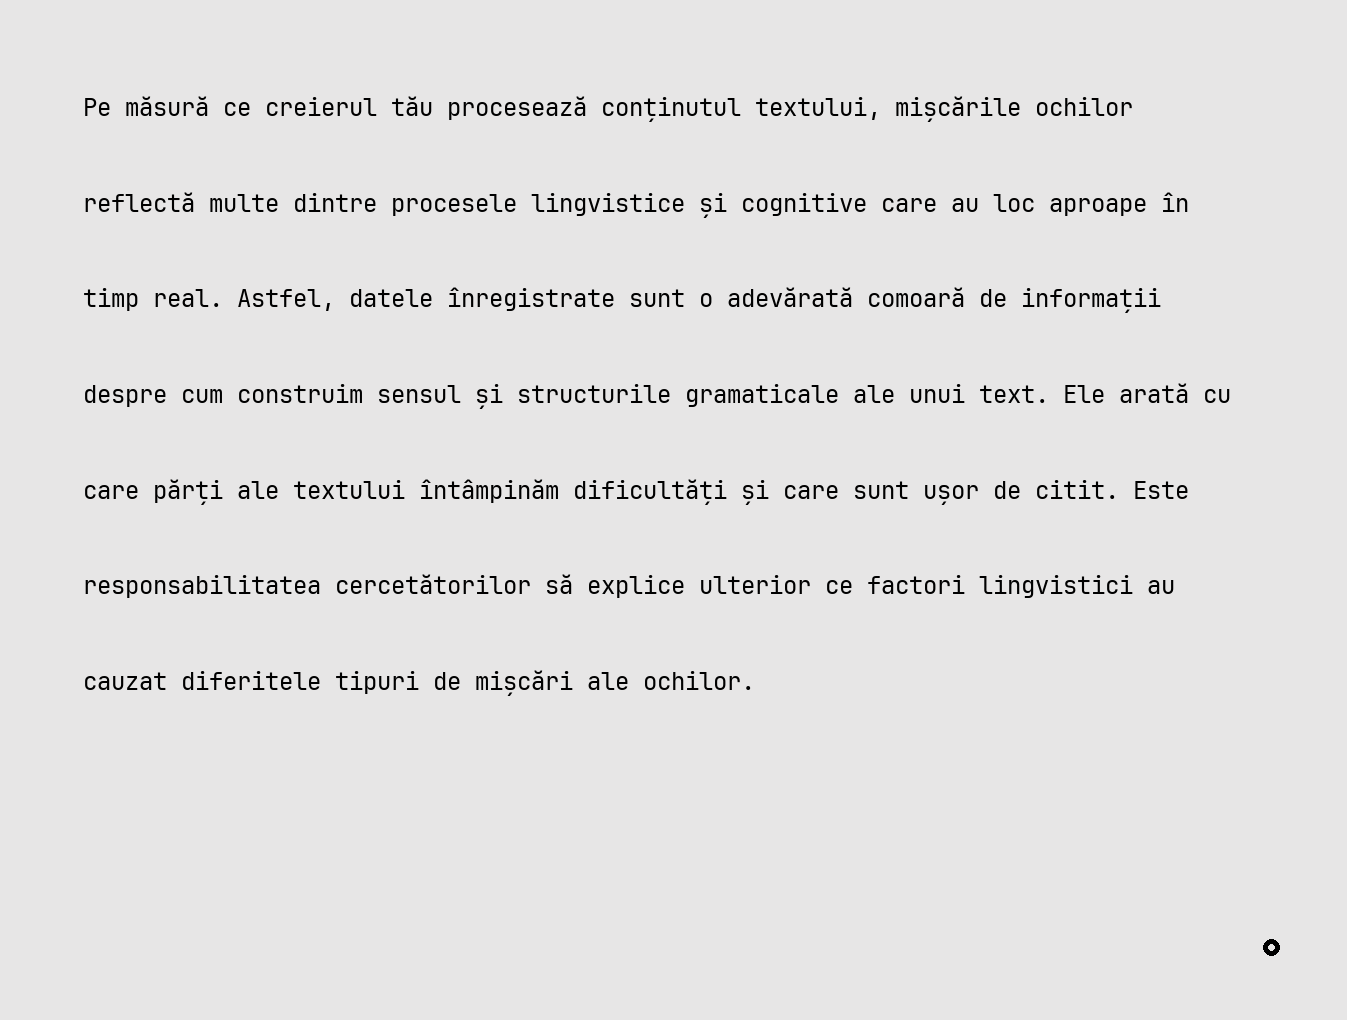 Pe măsură ce creierul tău procesează conținutul textului, mișcările ochilor
reflectă multe dintre procesele lingvistice și cognitive care au loc aproape în
timp real. Astfel, datele înregistrate sunt o adevărată comoară de informații
despre cum construim sensul și structurile gramaticale ale unui text. Ele arată cu
care părți ale textului întâmpinăm dificultăți și care sunt ușor de citit. Este
responsabilitatea cercetătorilor să explice ulterior ce factori lingvistici au
cauzat diferitele tipuri de mișcări ale ochilor.